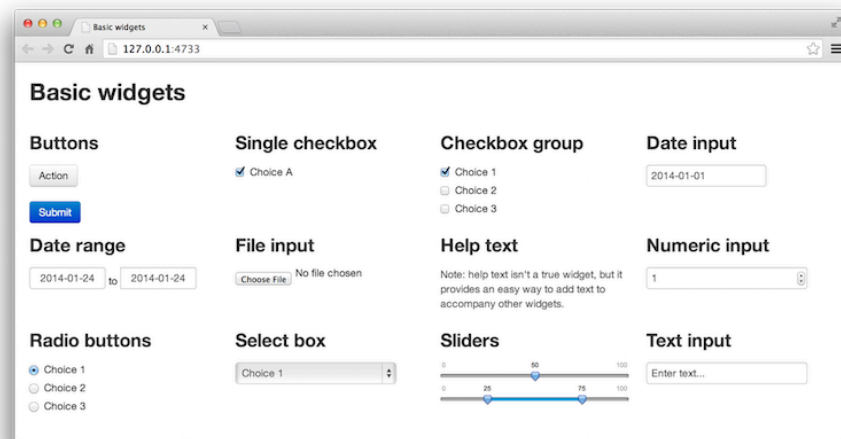 Basic widgets
127.0.0.1:4733
Basic widgets
Buttons
Action
Submit
Single checkbox
Choice A
Checkbox group
Choice 1
Choice 2
Choice 3
Date input
2014-01-01
Date range
2014-01-24 to 2014-01-24
File input
Choose File No file chosen
Help text
Note: help text isn't a true widget, but it
provides an easy way to add text to
accompany other widgets.
Numeric input
1
Radio buttons
Choice 1
Choice 2
Choice 3
Select box
Choice 1
Sliders
0 50 100
0 25 75 100
Text input
Enter text...